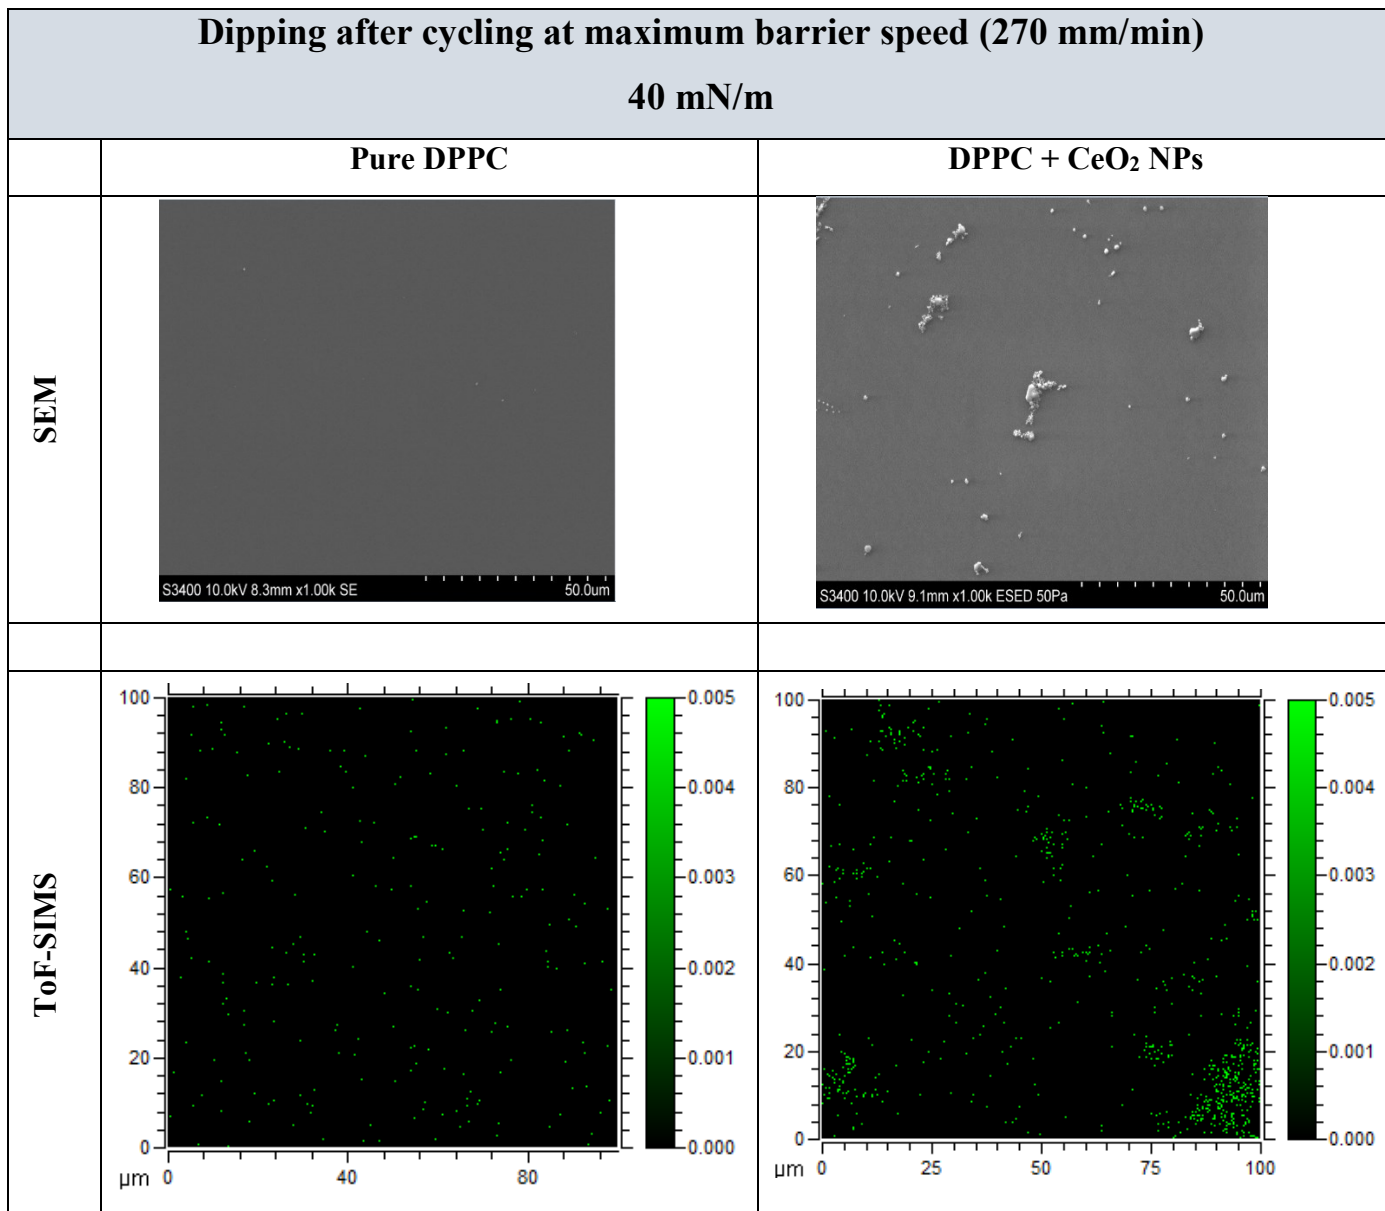 Dipping after cycling at maximum barrier speed (270 mm/min)
40 mN/m
Pure DPPC
DPPC + CeO₂ NPs
SEM
S3400 10.0kV 8.3mm x1.00k SE
50.0um
S3400 10.0kV 9.1mm x1.00k ESED 50Pa
50.0um
ToF-SIMS
100
80
60
40
20
0
µm
0
40
80
0.005
0.004
0.003
0.002
0.001
0.000
100
80
60
40
20
0
µm
0
25
50
75
100
0.005
0.004
0.003
0.002
0.001
0.000